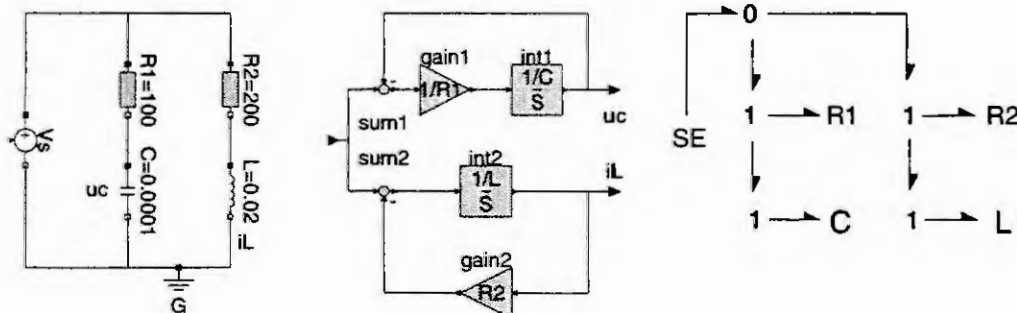 Vs
R1=100
uc
C=0.0001
R2=200
L=0.02
iL
G
gain1
1/R1
int1
1/C
S
uc
sum1
sum2
int2
1/L
S
iL
gain2
R2
SE
0
1
R1
1
R2
1
C
1
L